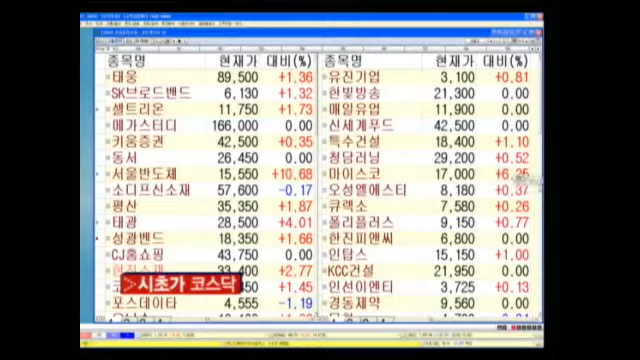 종목명 현재가 대비(%) 종목명 현재가 대비(%)
태웅 89,500 +1.36 유진기업 3,100 +0.81
SK브로드밴드 6,130 +1.32 한빛방송 21,300 0.00
셀트리온 11,750 +1.73 매일유업 11,900 0.00
메가스터디 166,000 0.00 신세계푸드 42,500 0.00
키움증권 42,500 +0.35 특수건설 18,400 +1.10
동서 26,450 0.00 청담러닝 29,200 +0.52
서울반도체 15,550 +10.68 마이스코 17,000 +6.25
소디프신소재 57,600 -0.17 오성엘에스티 8,180 +0.37
평산 35,350 +1.87 큐렉소 7,580 +0.26
태광 28,500 +4.01 폴리플러스 9,150 +0.77
성광밴드 18,350 +1.66 한진피앤씨 6,800 0.00
CJ홈쇼핑 43,750 0.00 인탑스 15,150 +1.00
33,400 +2.77 KCC건설 21,950 0.00
+1.45 인선이엔티 3,725 +0.13
시초가 코스닥
포스데이타 4,555 -1.19 경동제약 9,560 0.00